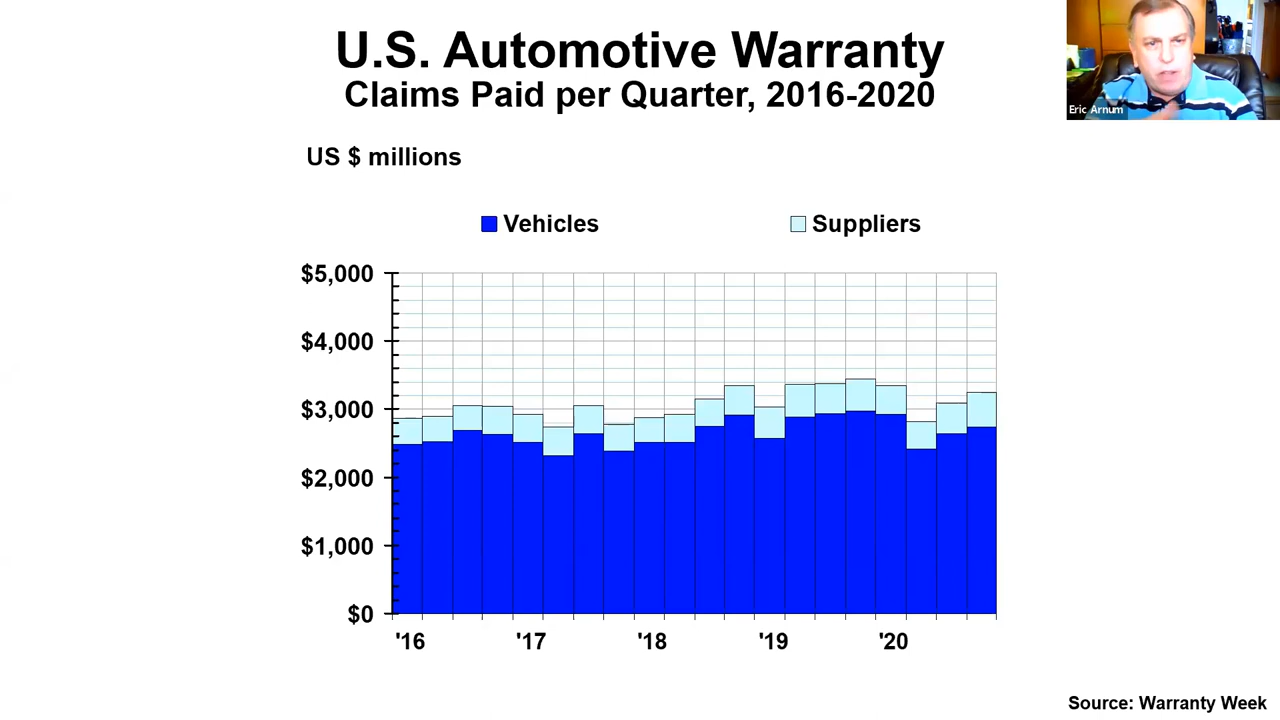 U.S. Automotive Warranty
Claims Paid per Quarter, 2016-2020
Eric Arnum
US $ millions
Vehicles Suppliers
$5,000
$4,000
$3,000
$2,000
$1,000
$0
'16 '17 '18 '19 '20
Source: Warranty Week